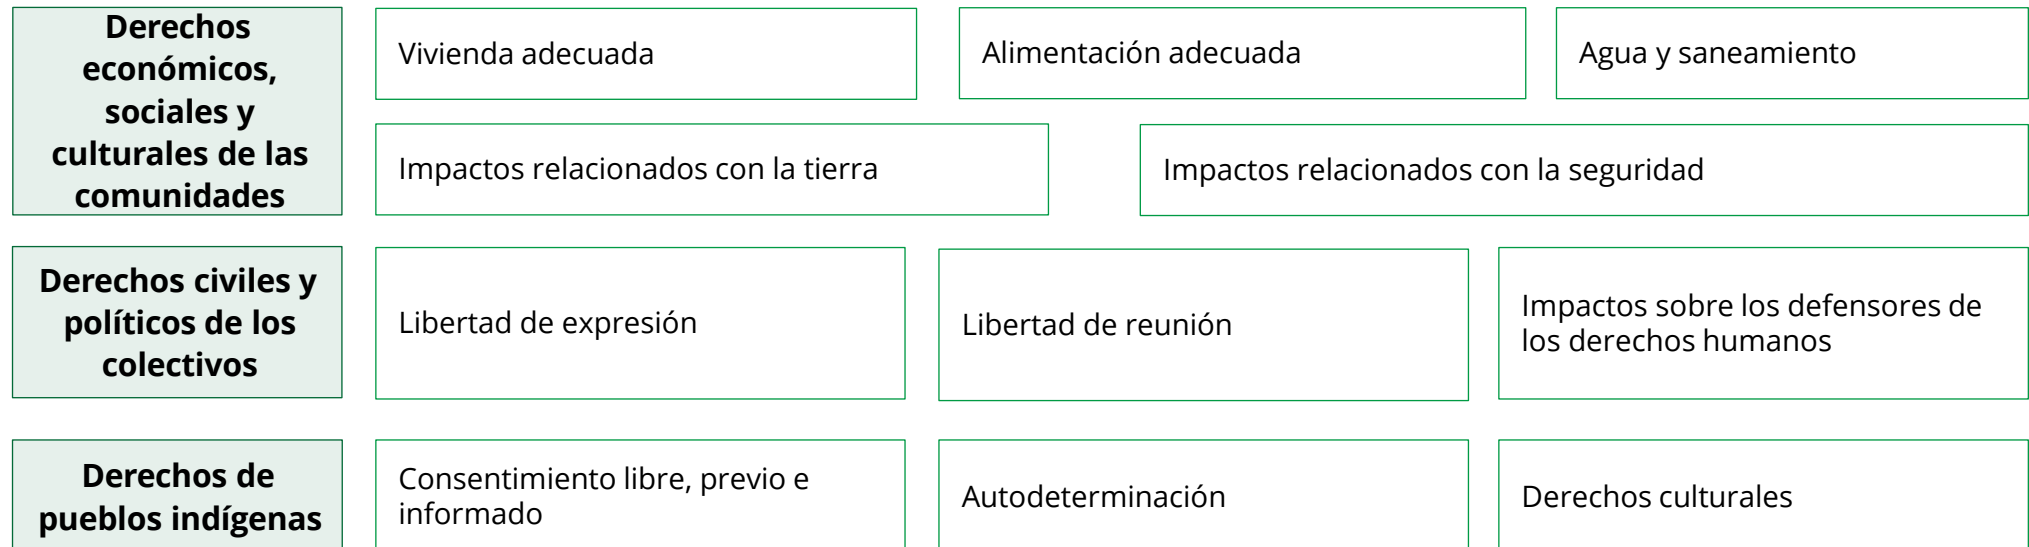 Derechos
económicos,
sociales y
culturales de las
comunidades
Vivienda adecuada
Alimentación adecuada
Agua y saneamiento
Impactos relacionados con la tierra
Impactos relacionados con la seguridad
Derechos civiles y
políticos de los
colectivos
Libertad de expresión
Libertad de reunión
Impactos sobre los defensores de
los derechos humanos
Derechos de
pueblos indígenas
Consentimiento libre, previo e
informado
Autodeterminación
Derechos culturales